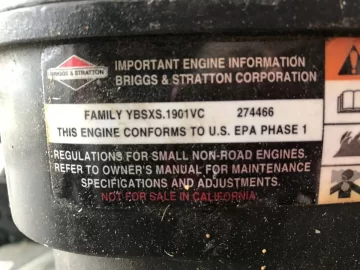 IMPORTANT ENGINE INFORMATION
BRIGGS & STRATTON CORPORATION
BRIGGS & STRATTON
FAMILY YBSXS.1901VC 274466
THIS ENGINE CONFORMS TO U.S. EPA PHASE 1
REGULATIONS FOR SMALL NON-ROAD ENGINES.
REFER TO OWNER'S MANUAL FOR MAINTENANCE
SPECIFICATIONS AND ADJUSTMENTS.
NOT FOR SALE IN CALIFORNIA